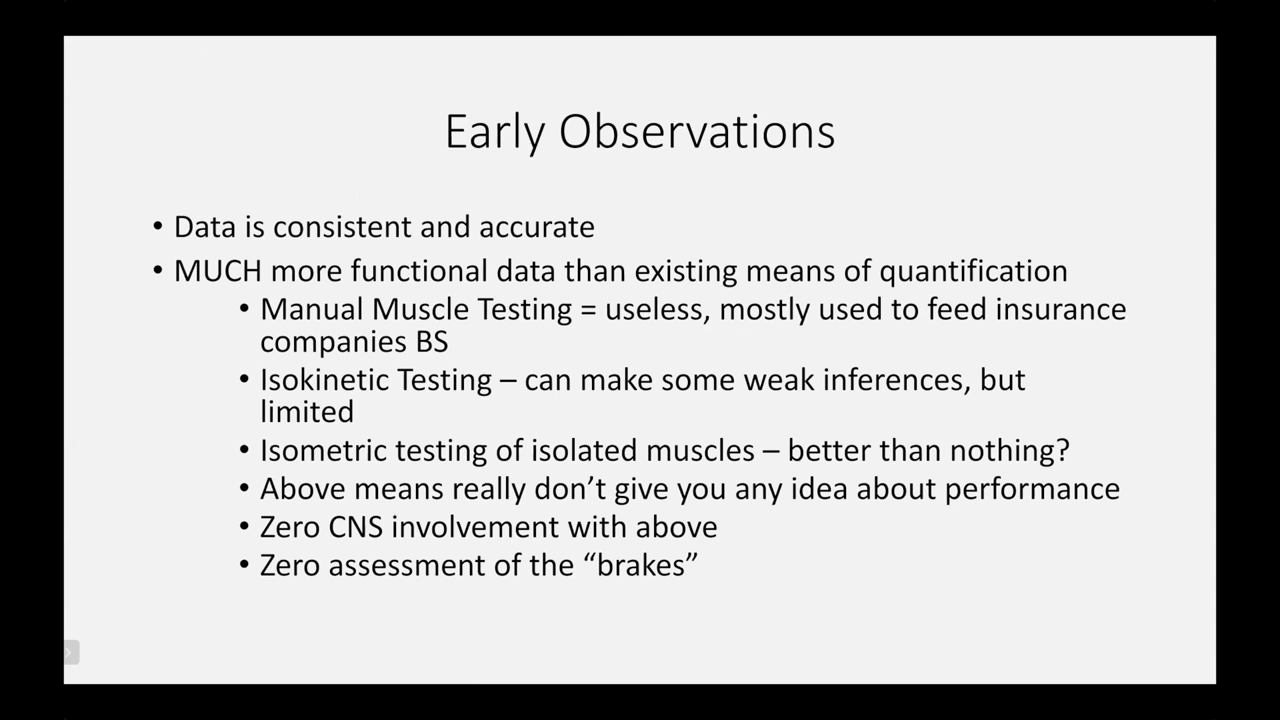 Early Observations
• Data is consistent and accurate
• MUCH more functional data than existing means of quantification
• Manual Muscle Testing = useless, mostly used to feed insurance
companies BS
• Isokinetic Testing – can make some weak inferences, but
limited
• Isometric testing of isolated muscles – better than nothing?
• Above means really don’t give you any idea about performance
• Zero CNS involvement with above
• Zero assessment of the “brakes”